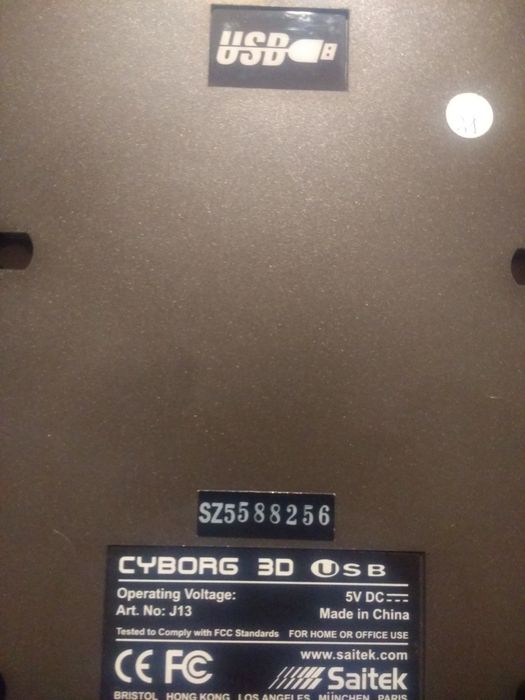 USB
SZ5588256
CYBORG 3D USB
Operating Voltage: 5V DC
Art. No: J13 Made in China
Tested to Comply with FCC Standards FOR HOME OR OFFICE USE
CE FC www.saitek.com
Saitek
BRISTOL HONG KONG LOS ANGELES MÜNCHEN PARIS